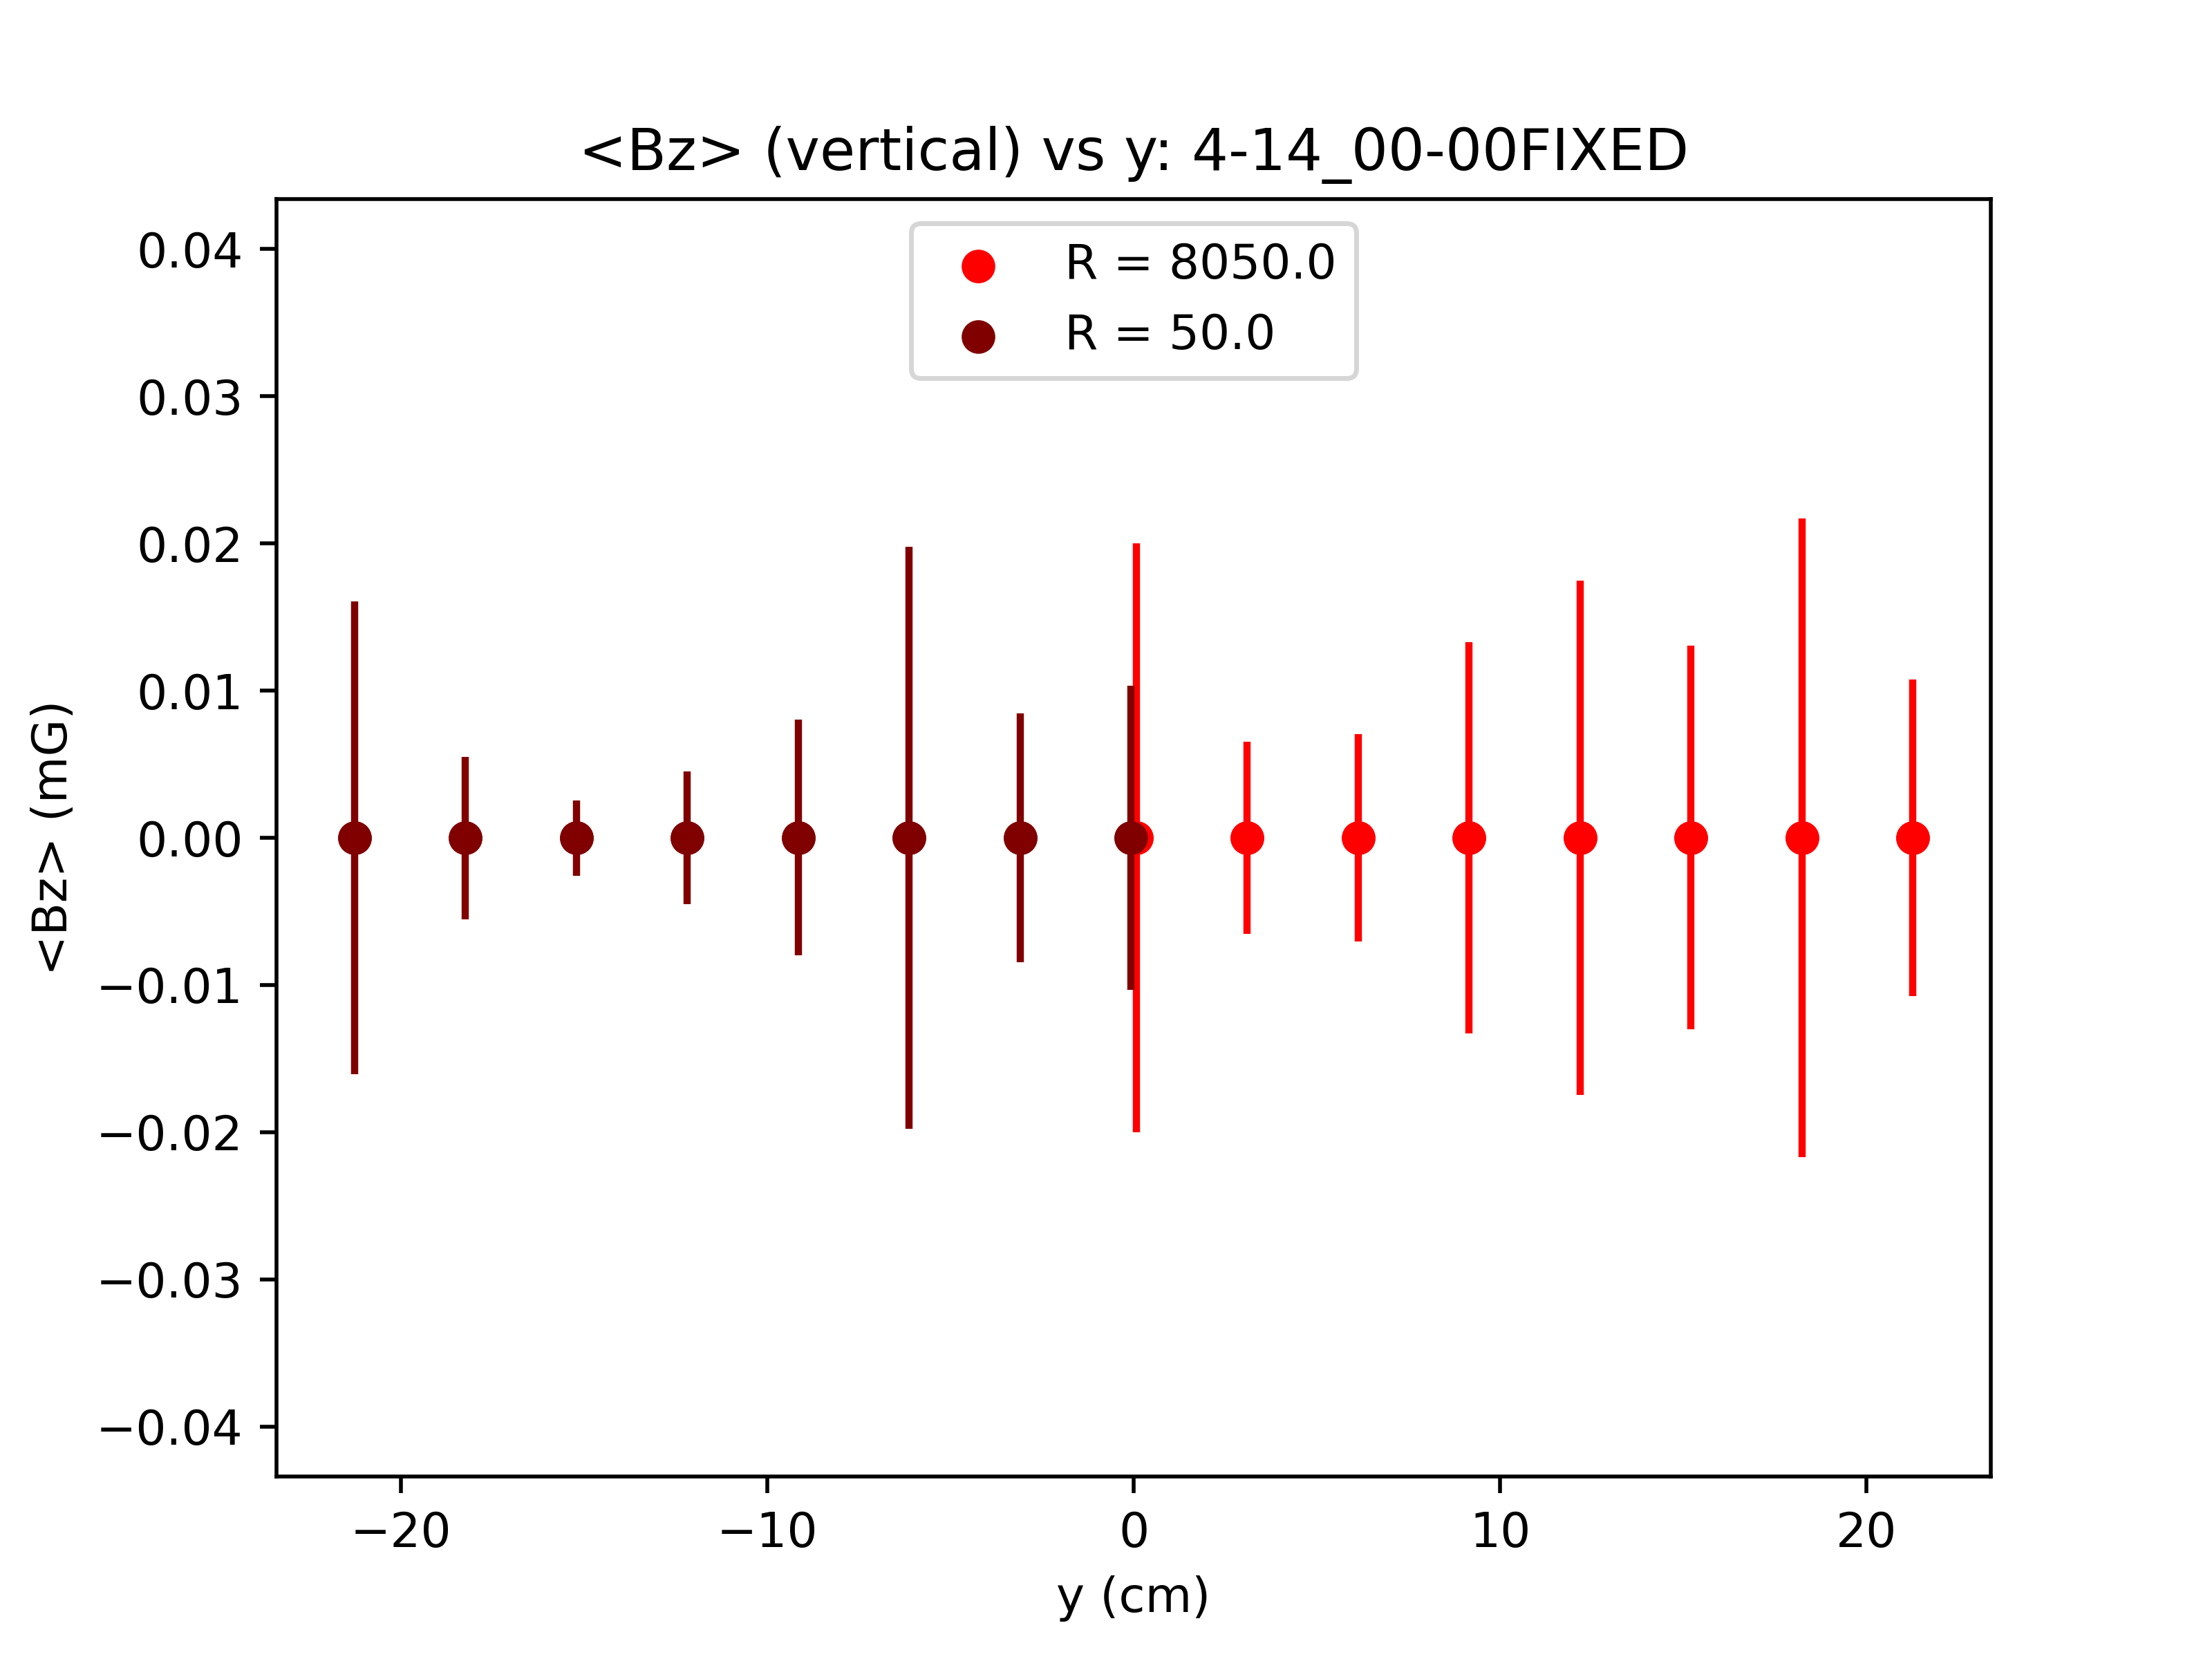 <Bz> (vertical) vs y: 4-14_00-00FIXED
R = 8050.0
R = 50.0
0.04
0.03
0.02
0.01
0.00
−0.01
−0.02
−0.03
−0.04
<Bz> (mG)
−20
−10
0
10
20
y (cm)